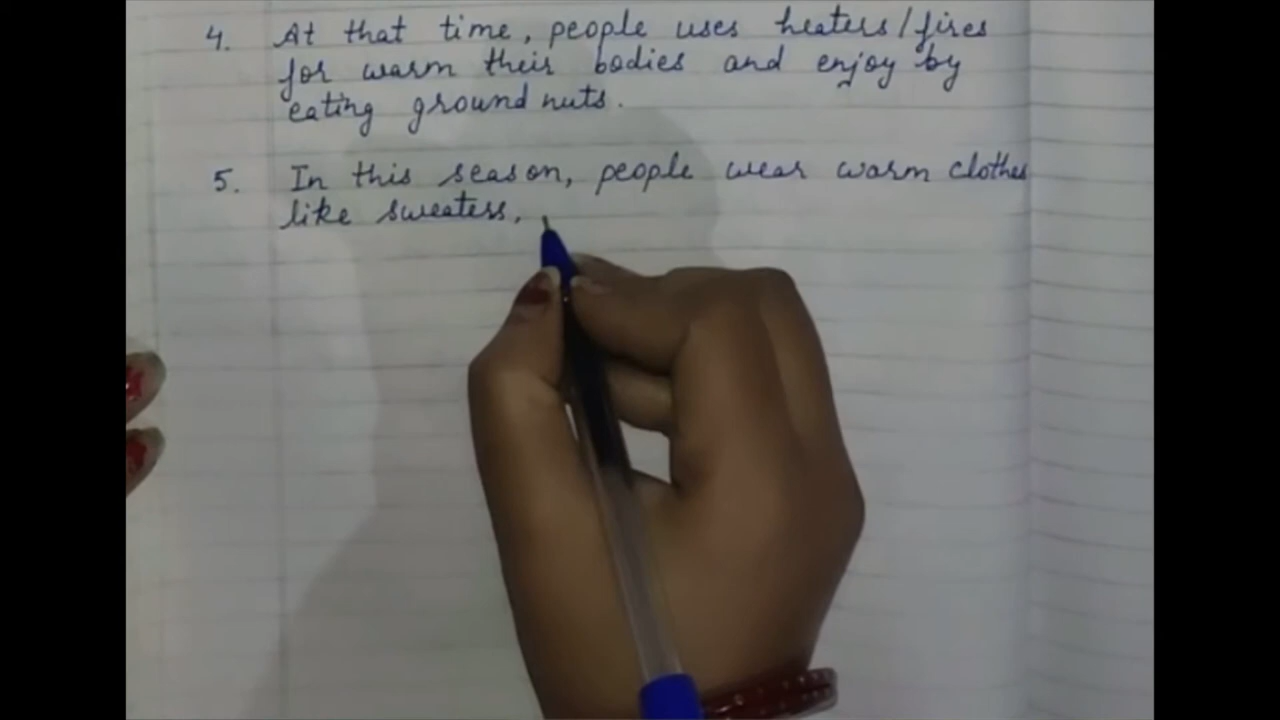 4. At that time, people uses heaters/fires
for warm their bodies and enjoy by
eating ground nuts.
5. In this season, people wear warm clothes
like sweaters,